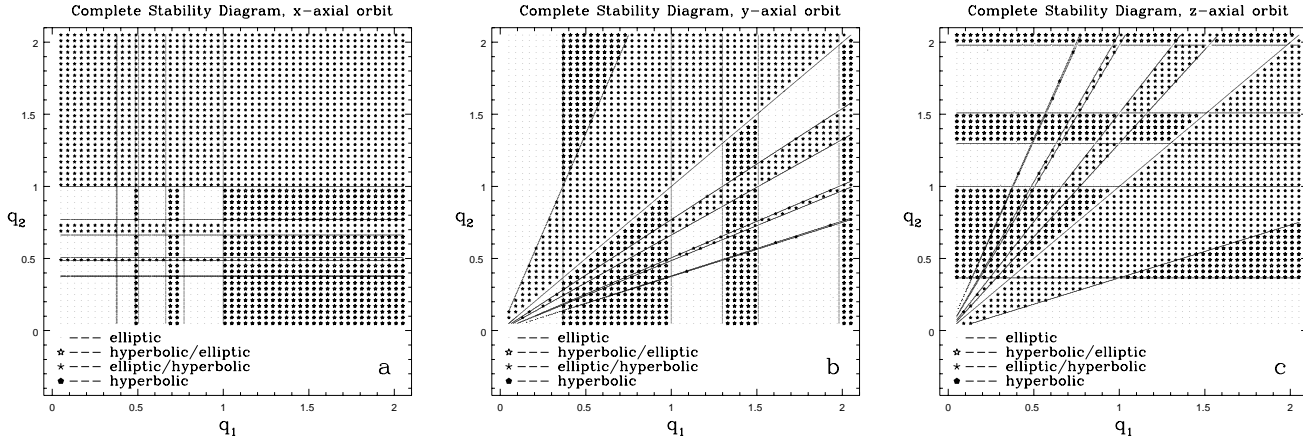 Complete Stability Diagram, x-axial orbit
2
1.5
1
0.5
0
q2
elliptic
hyperbolic/elliptic
elliptic/hyperbolic
hyperbolic
a
0 0.5 1 1.5 2
q1
Complete Stability Diagram, y-axial orbit
2
1.5
1
0.5
0
q2
elliptic
hyperbolic/elliptic
elliptic/hyperbolic
hyperbolic
b
0 0.5 1 1.5 2
q1
Complete Stability Diagram, z-axial orbit
2
1.5
1
0.5
0
q2
elliptic
hyperbolic/elliptic
elliptic/hyperbolic
hyperbolic
c
0 0.5 1 1.5 2
q1